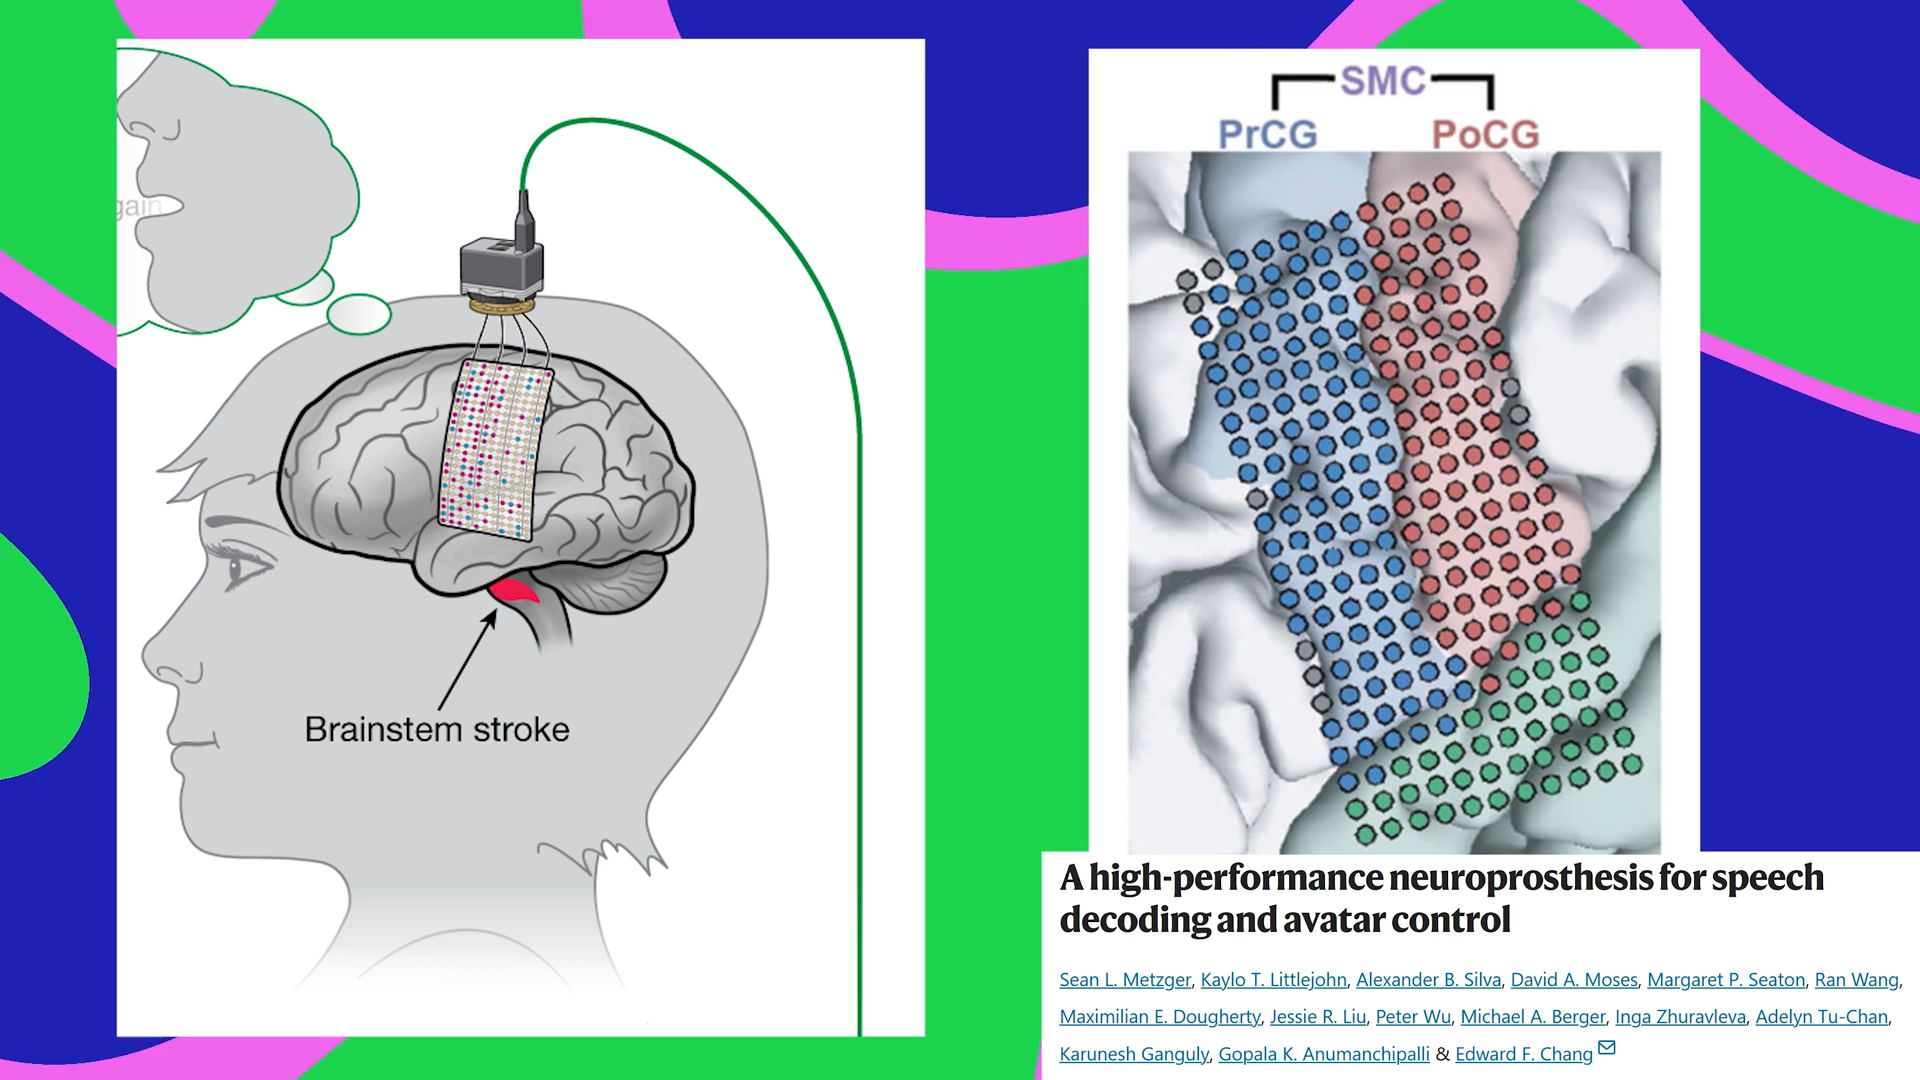 gain
Brainstem stroke
SMC
PrCG PoCG
A high-performance neuroprosthesis for speech
decoding and avatar control
Sean L. Metzger, Kaylo T. Littlejohn, Alexander B. Silva, David A. Moses, Margaret P. Seaton, Ran Wang,
Maximilian E. Dougherty, Jessie R. Liu, Peter Wu, Michael A. Berger, Inga Zhuravleva, Adelyn Tu-Chan,
Karunesh Ganguly, Gopala K. Anumanchipalli & Edward F. Chang